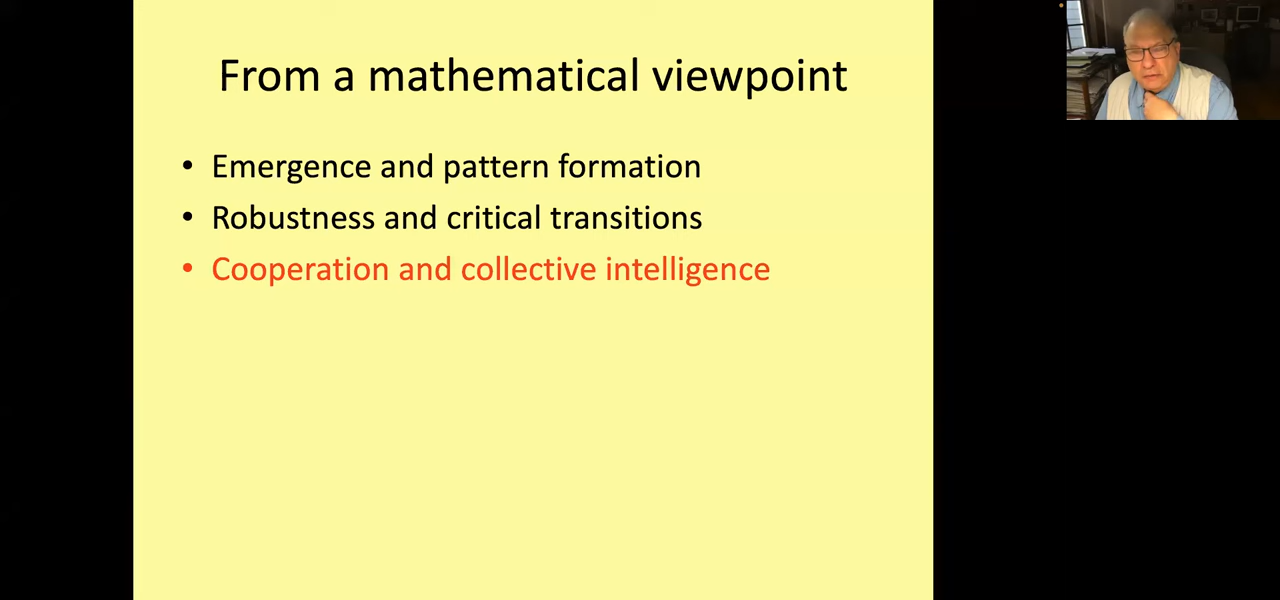 From a mathematical viewpoint
• Emergence and pattern formation
• Robustness and critical transitions
• Cooperation and collective intelligence